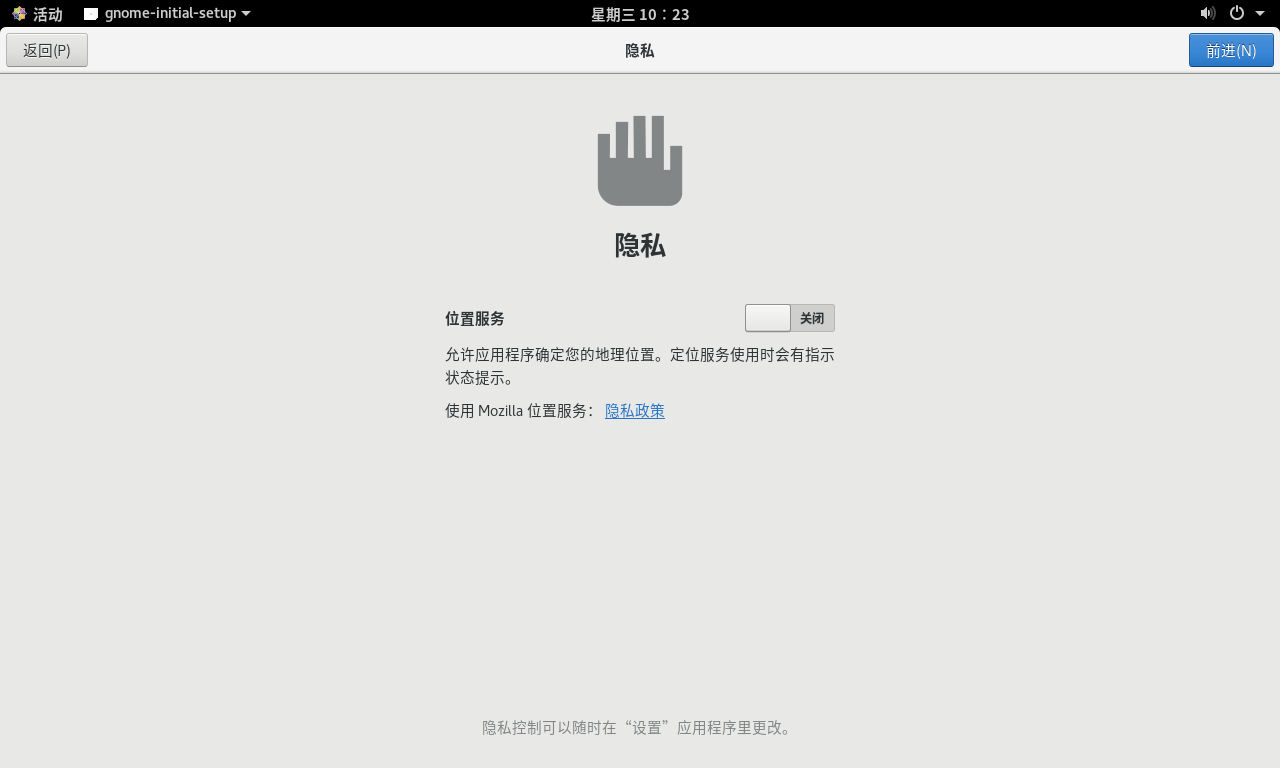 活动 gnome-initial-setup 星期三 10：23
返回(P) 隐私 前进(N)
隐私
位置服务 关闭
允许应用程序确定您的地理位置。定位服务使用时会有指示
状态提示。
使用 Mozilla 位置服务： 隐私政策
隐私控制可以随时在“设置”应用程序里更改。